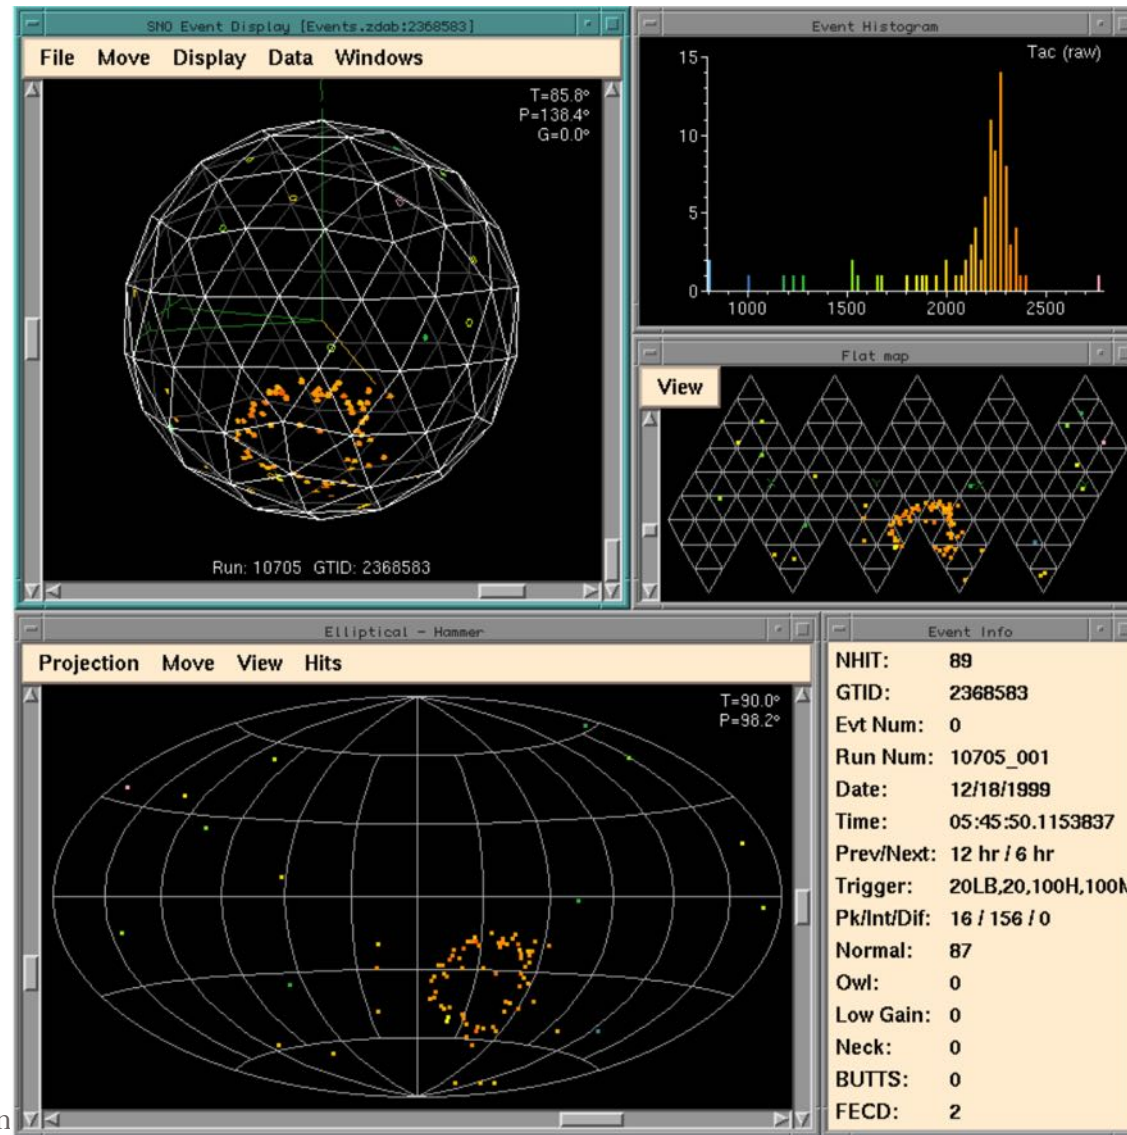 SNO Event Display [Events.zdab:2368583]
File Move Display Data Windows
T=85.8°
P=138.4°
G=0.0°
Run: 10705 GTID: 2368583
Event Histogram
Tac (raw)
15
10
5
0
1000 1500 2000 2500
Flat map
View
Elliptical - Hammer
Projection Move View Hits
T=90.0°
P=98.2°
Event Info
NHIT: 89
GTID: 2368583
Evt Num: 0
Run Num: 10705_001
Date: 12/18/1999
Time: 05:45:50.1153837
Prev/Next: 12 hr / 6 hr
Trigger: 20LB,20,100H,100M
Pk/Int/Dif: 16 / 156 / 0
Normal: 87
Owl: 0
Low Gain: 0
Neck: 0
BUTTS: 0
FECD: 2
n